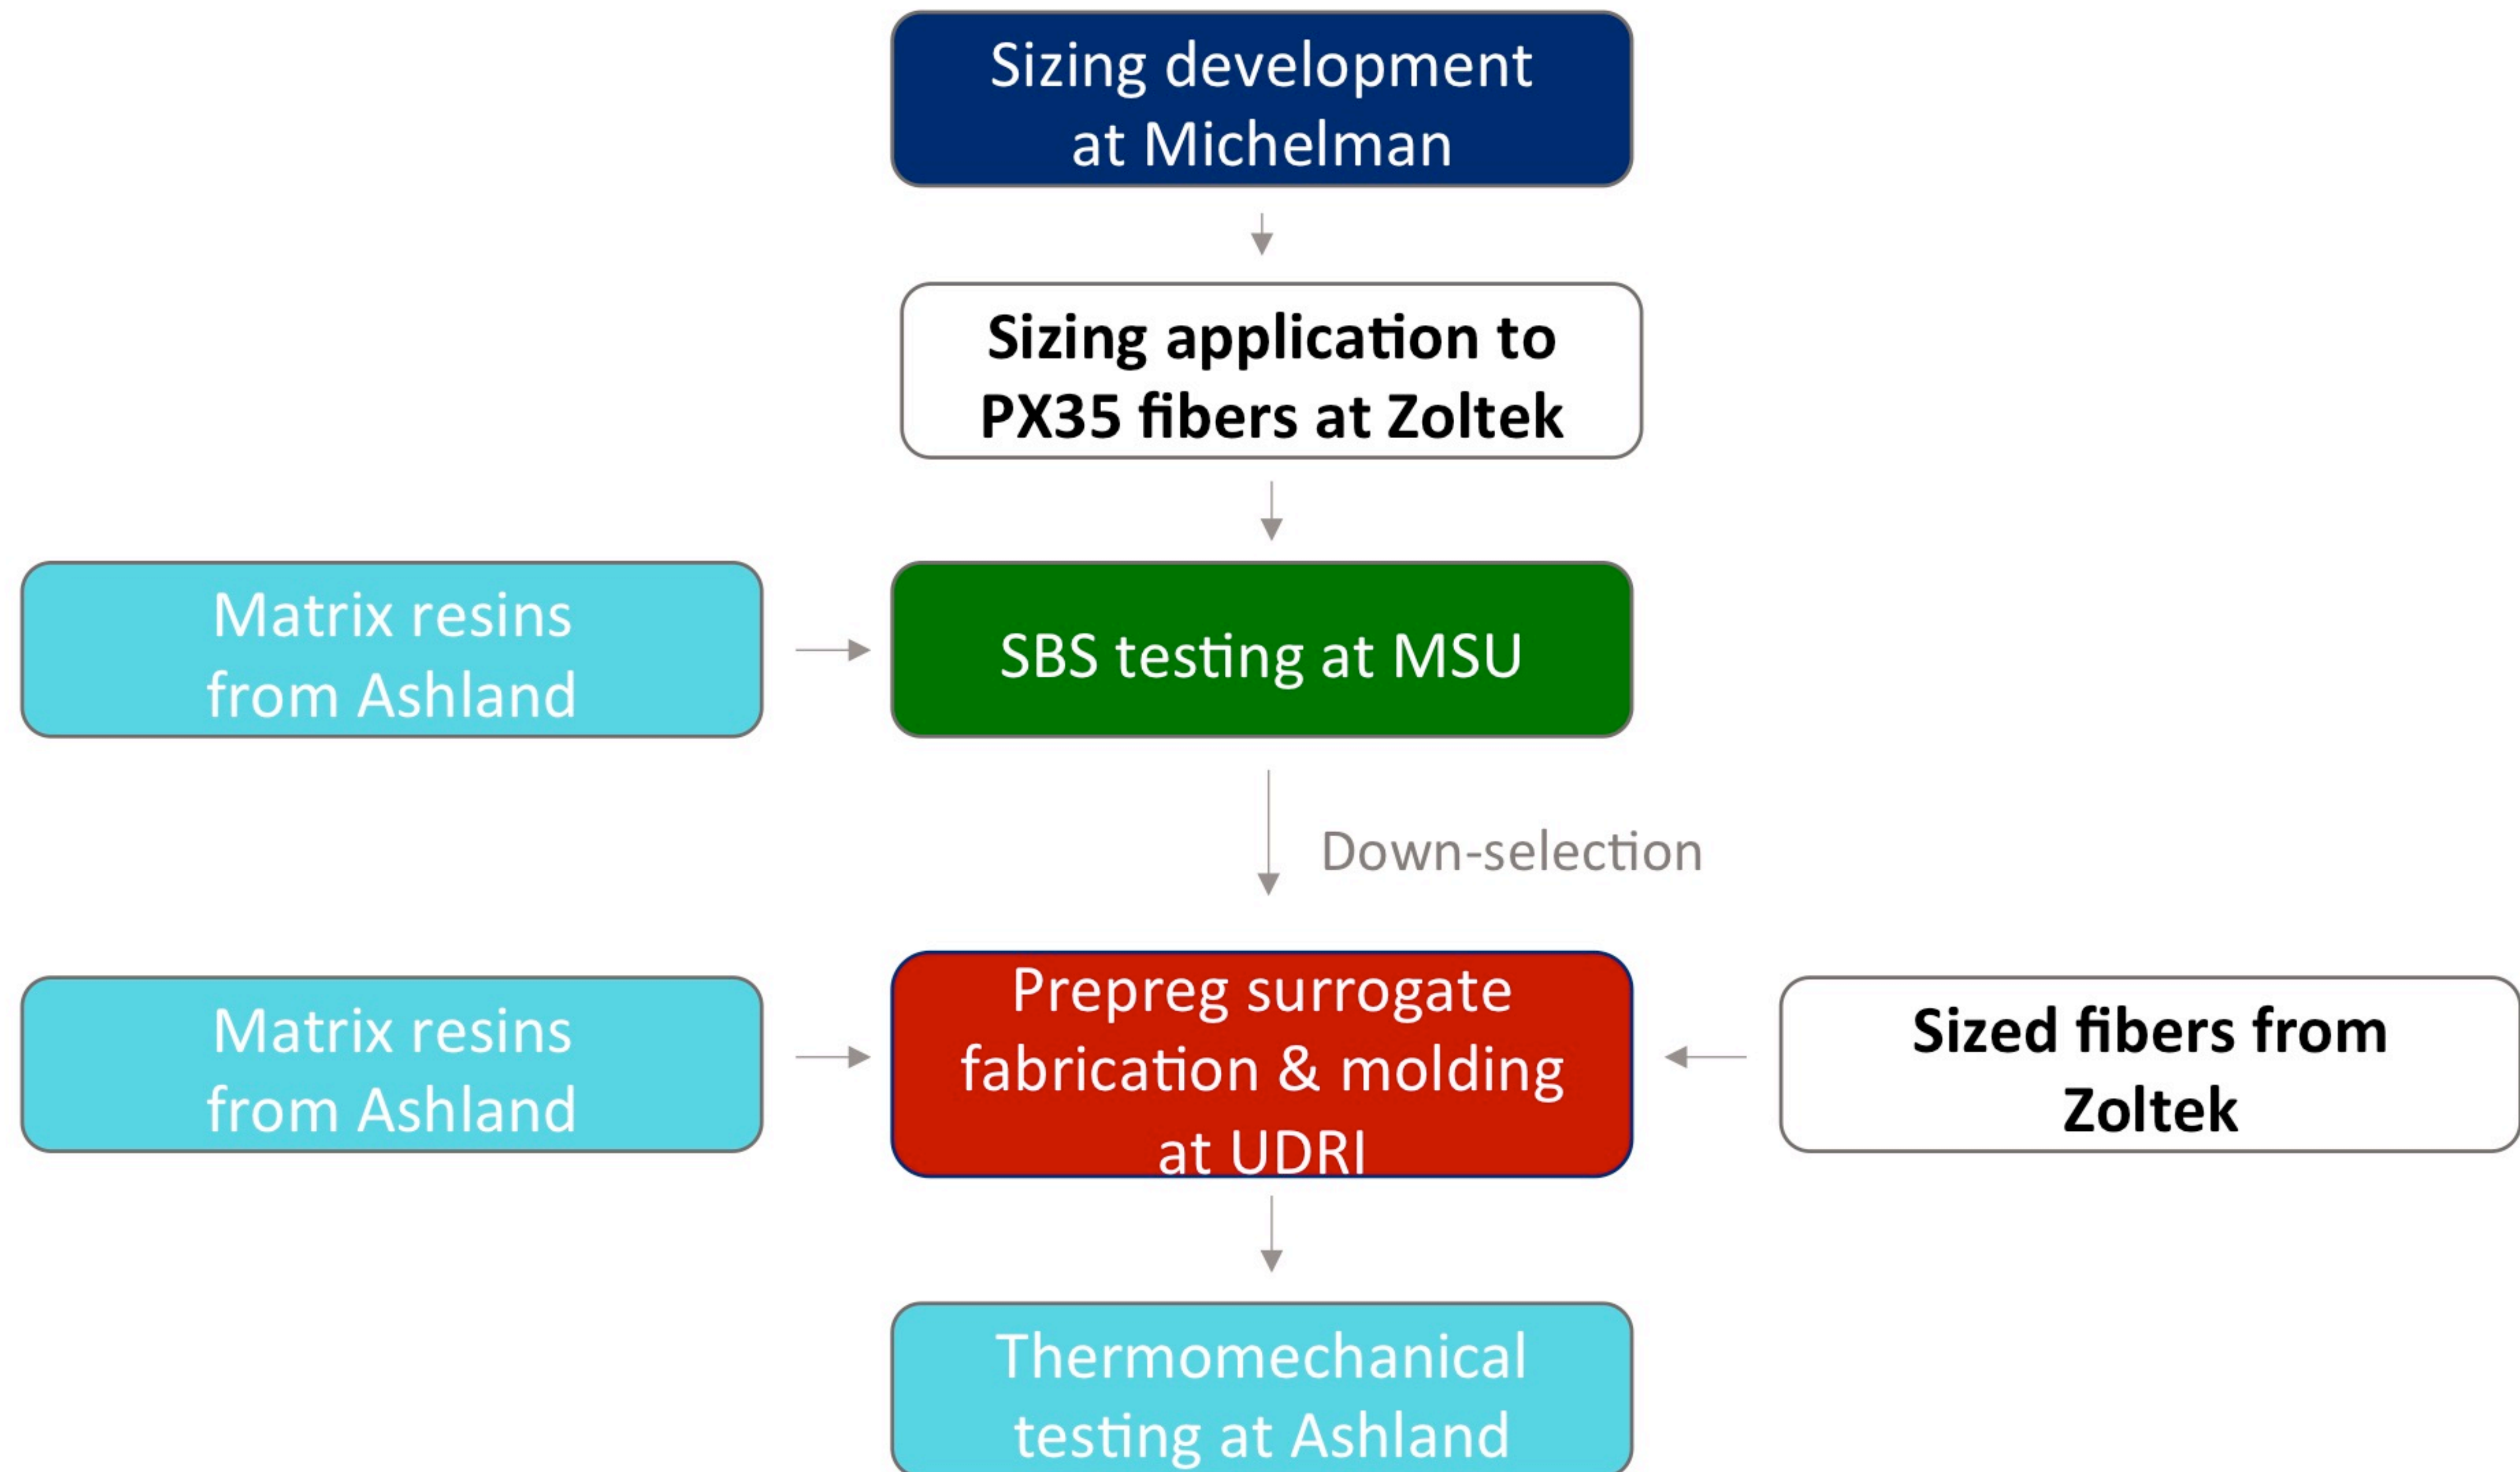 Sizing development
at Michelman
Sizing application to
PX35 fibers at Zoltek
Matrix resins
from Ashland
SBS testing at MSU
Down-selection
Matrix resins
from Ashland
Prepreg surrogate
fabrication & molding
at UDRI
Sized fibers from
Zoltek
Thermomechanical
testing at Ashland